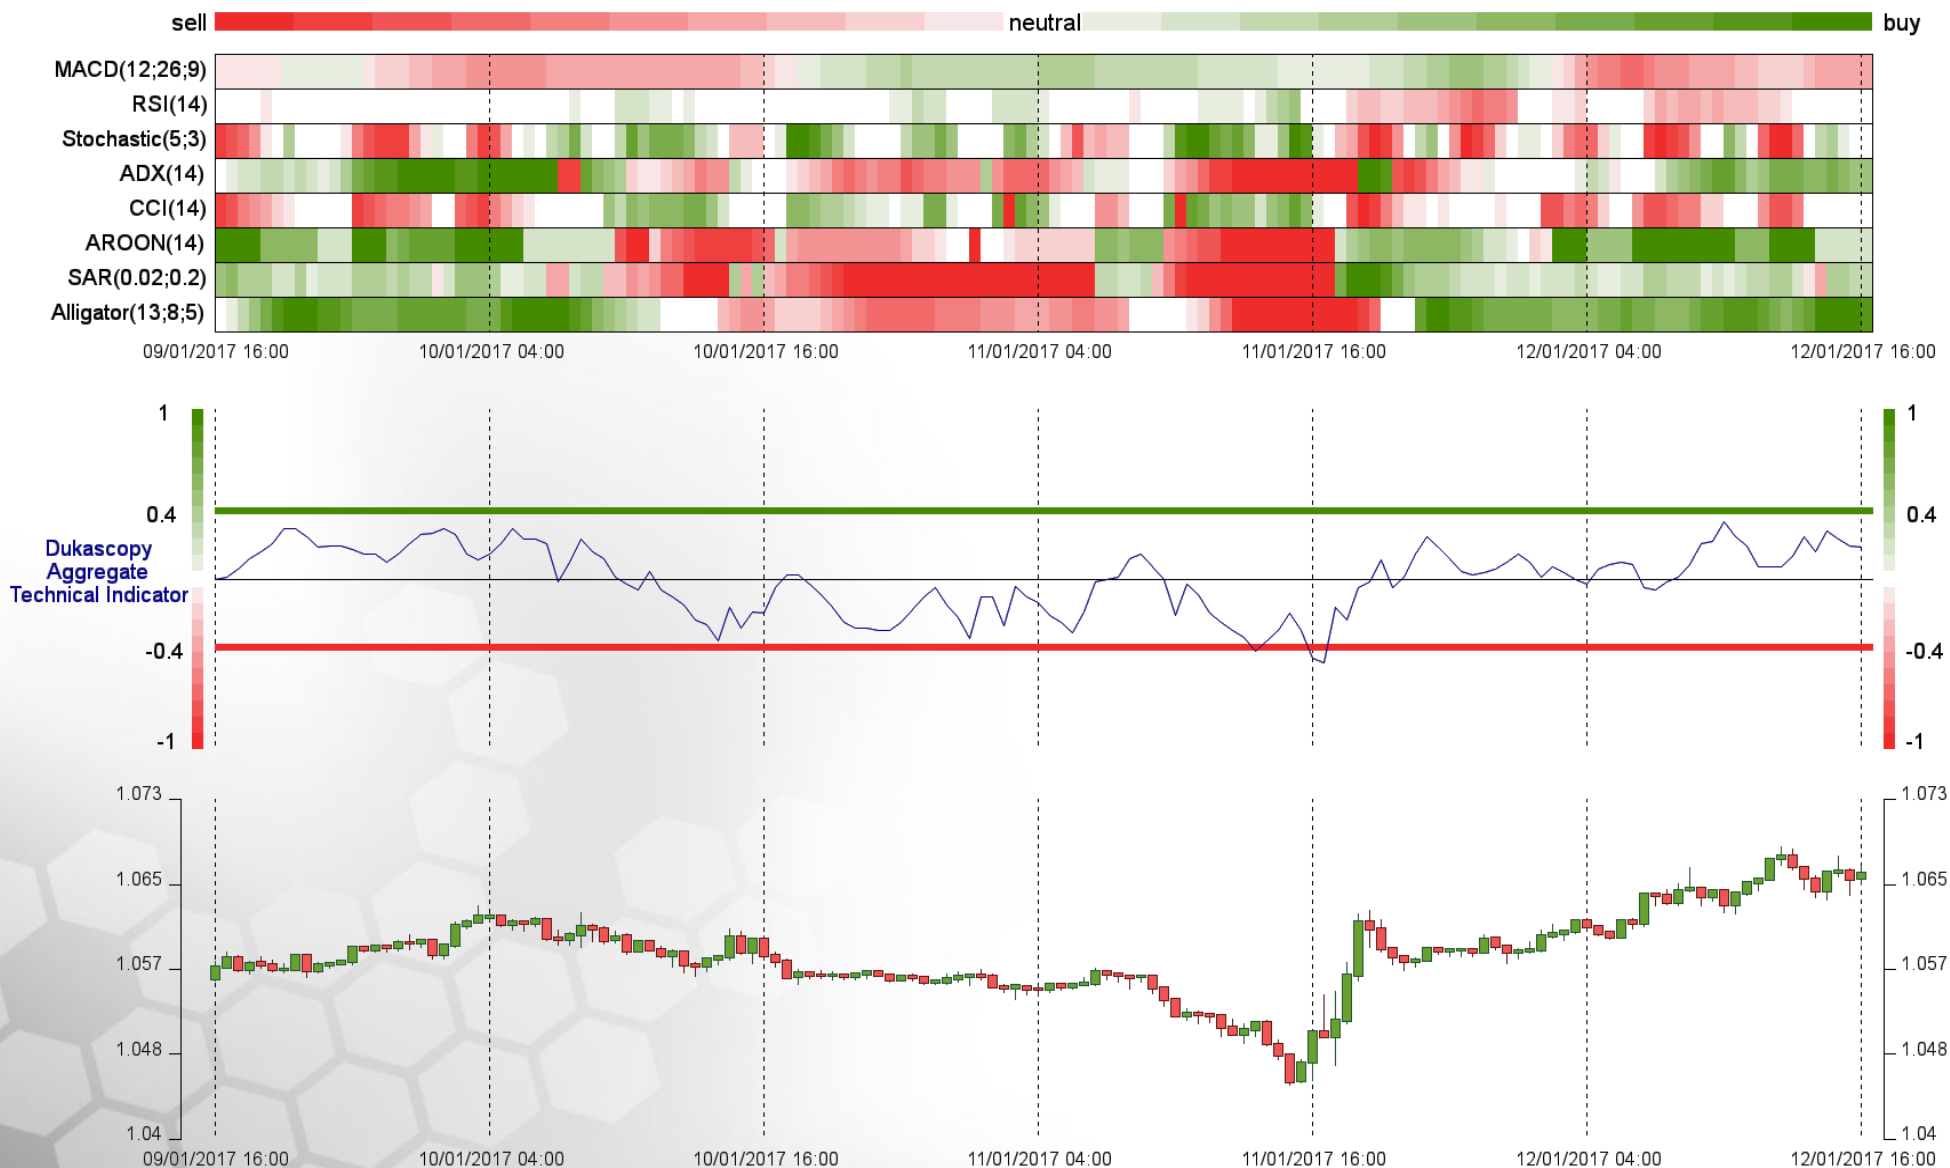 sell neutral buy
MACD(12;26;9)
RSI(14)
Stochastic(5;3)
ADX(14)
CCI(14)
AROON(14)
SAR(0.02;0.2)
Alligator(13;8;5)
09/01/2017 16:00 10/01/2017 04:00 10/01/2017 16:00 11/01/2017 04:00 11/01/2017 16:00 12/01/2017 04:00 12/01/2017 16:00
1 1
0.4 0.4
Dukascopy
Aggregate
Technical Indicator
-0.4 -0.4
-1 -1
1.073 1.073
1.065 1.065
1.057 1.057
1.048 1.048
1.04 1.04
09/01/2017 16:00 10/01/2017 04:00 10/01/2017 16:00 11/01/2017 04:00 11/01/2017 16:00 12/01/2017 04:00 12/01/2017 16:00